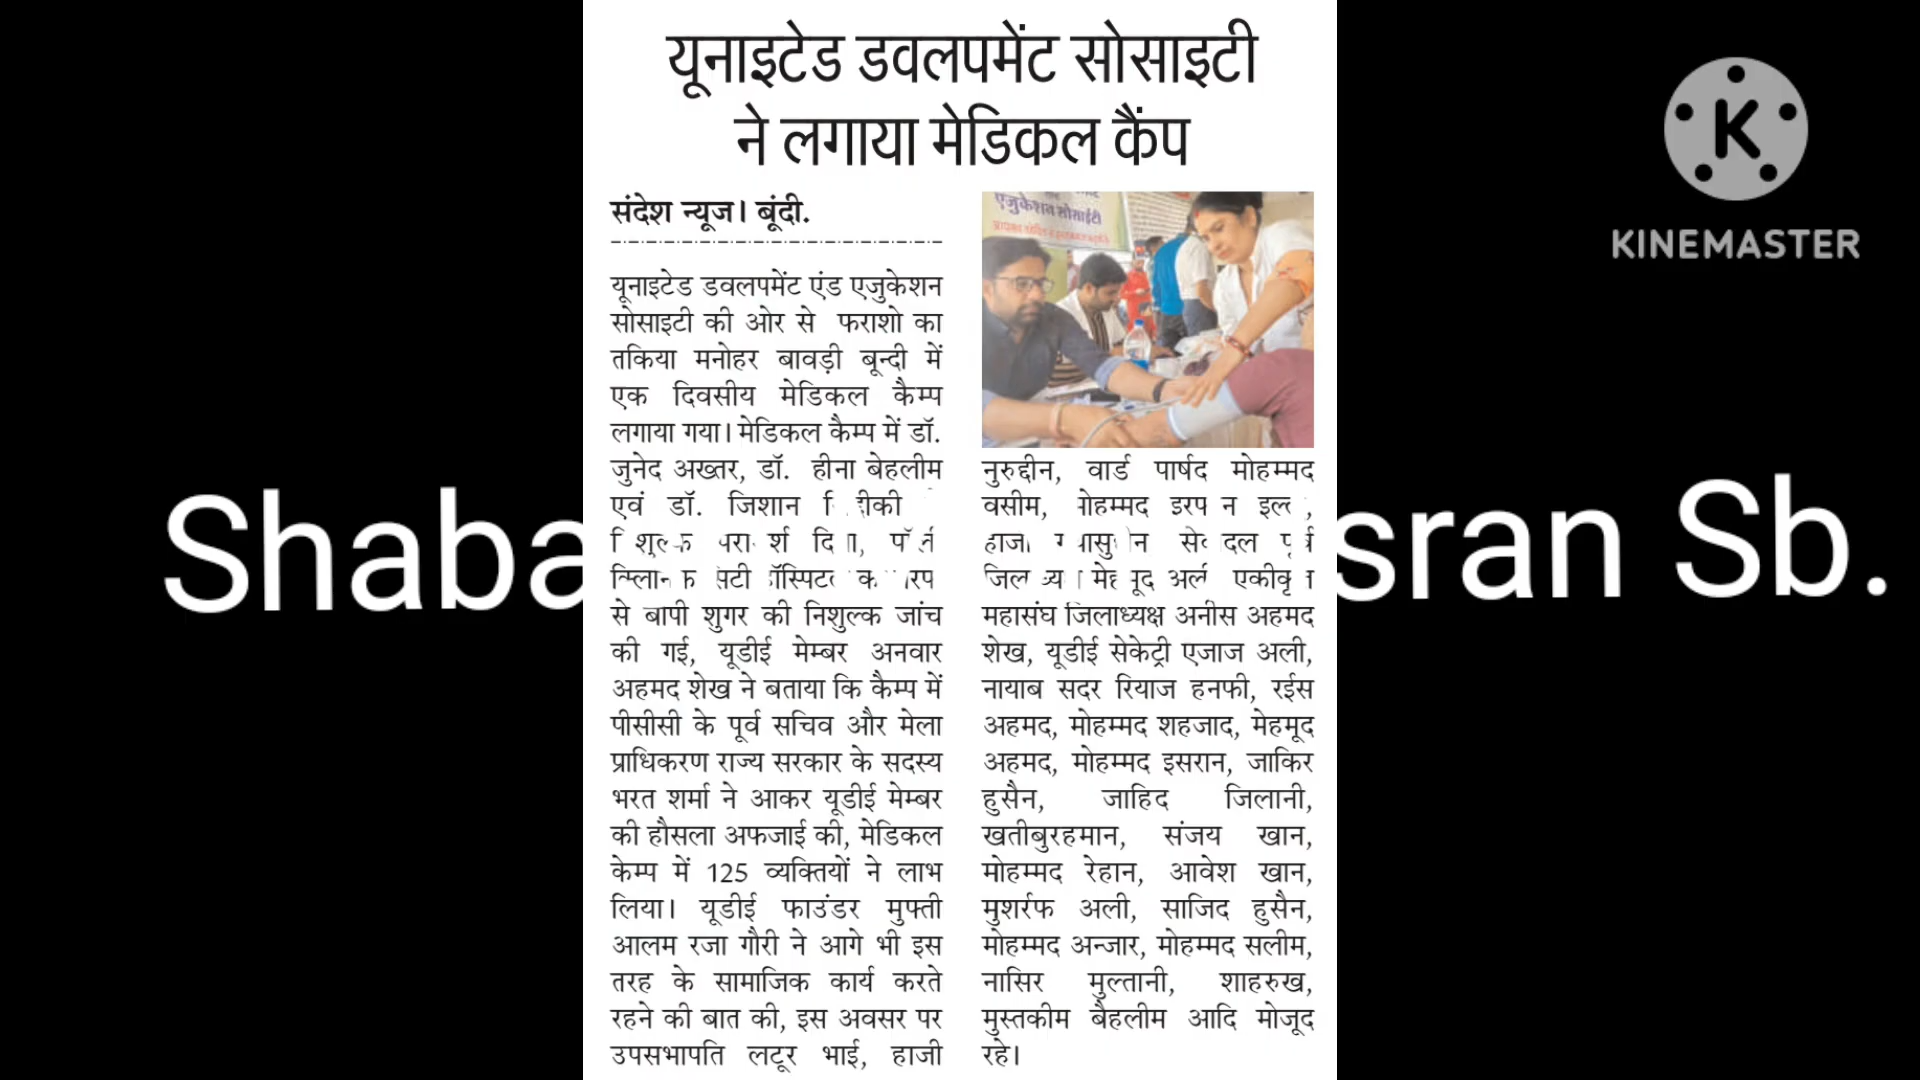 यूनाइटेड डवलपमेंट सोसाइटी
ने लगाया मेडिकल कैंप
संदेश न्यूज। बूंदी.
यूनाइटेड डवलपमेंट एंड एजुकेशन
सोसाइटी की ओर से फराशो का
तकिया मनोहर बावड़ी बून्दी में
एक दिवसीय मेडिकल कैम्प
लगाया गया। मेडिकल कैम्प में डॉ.
जुनेद अख्तर, डॉ. हीना बेहलीम
एवं डॉ. जिशान
से बीपी शुगर की निशुल्क जांच
की गई, यूडीई मेम्बर अनवार
अहमद शेख ने बताया कि कैम्प में
पीसीसी के पूर्व सचिव और मेला
प्राधिकरण राज्य सरकार के सदस्य
भरत शर्मा ने आकर यूडीई मेम्बर
की हौसला अफजाई की, मेडिकल
केम्प में 125 व्यक्तियों ने लाभ
लिया। यूडीई फाउंडर मुफ्ती
आलम रजा गौरी ने आगे भी इस
तरह के सामाजिक कार्य करते
रहने की बात की, इस अवसर पर
उपसभापति लटूर भाई, हाजी
एजुकेशन सोसाईटी
नुरुद्दीन, वार्ड पार्षद मोहम्मद
वसीम,
महासंघ जिलाध्यक्ष अनीस अहमद
शेख, यूडीई सेकेट्री एजाज अली,
नायाब सदर रियाज हनफी, रईस
अहमद, मोहम्मद शहजाद, मेहमूद
अहमद, मोहम्मद इसरान, जाकिर
हुसैन, जाहिद जिलानी,
खतीबुरहमान, संजय खान,
मोहम्मद रेहान, आवेश खान,
मुशर्रफ अली, साजिद हुसैन,
मोहम्मद अन्जार, मोहम्मद सलीम,
नासिर मुल्तानी, शाहरुख,
मुस्तकीम बैहलीम आदि मोजूद
रहे।
Shaba sran Sb.
K
KINEMASTER